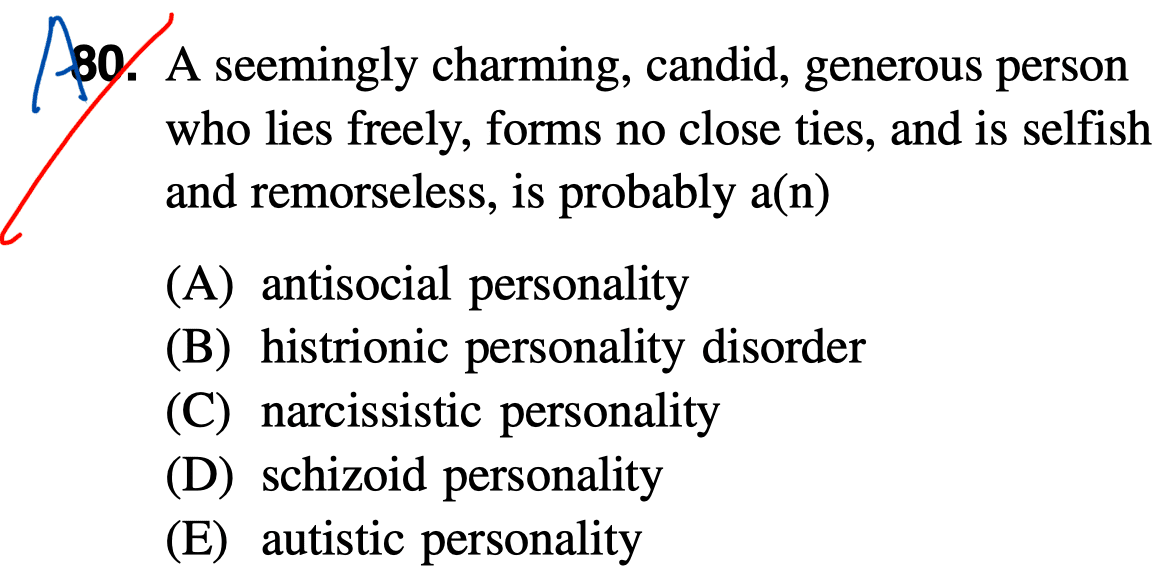 A
80. A seemingly charming, candid, generous person
who lies freely, forms no close ties, and is selfish
and remorseless, is probably a(n)
(A) antisocial personality
(B) histrionic personality disorder
(C) narcissistic personality
(D) schizoid personality
(E) autistic personality